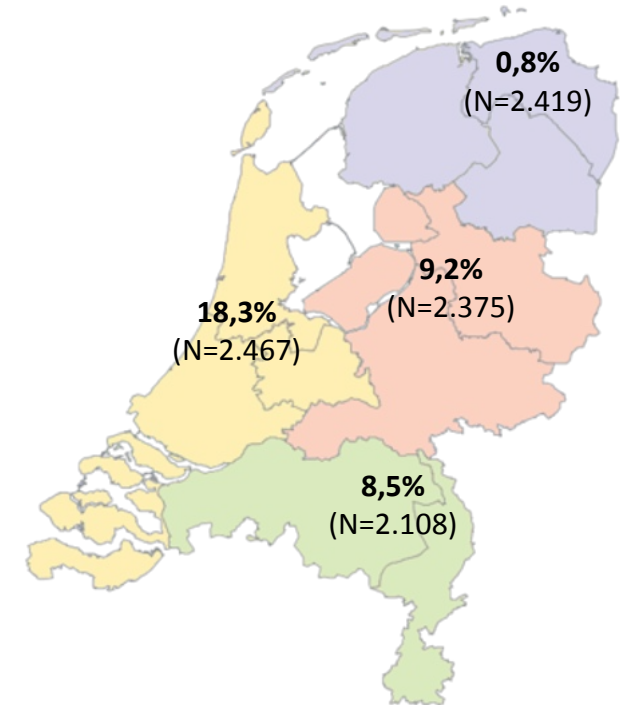 0,8%
(N=2.419)
9,2%
(N=2.375)
18,3%
(N=2.467)
8,5%
(N=2.108)